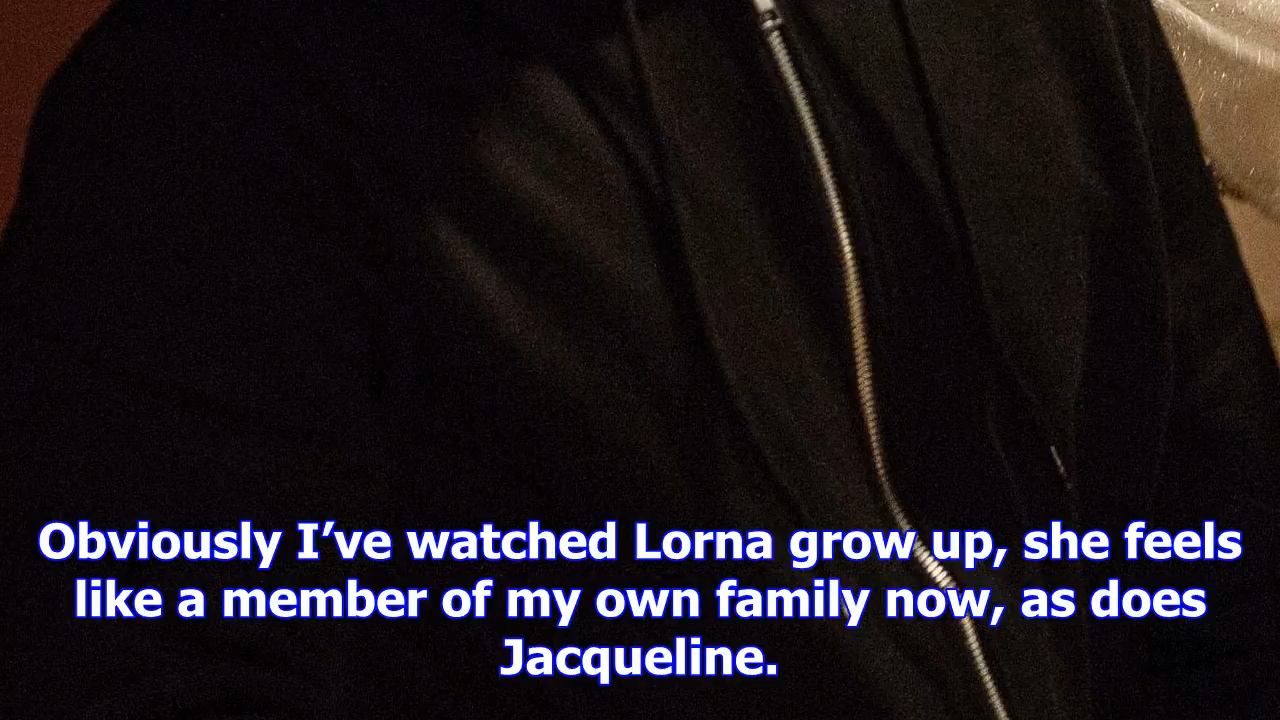 Obviously I’ve watched Lorna grow up, she feels
like a member of my own family now, as does
Jacqueline.